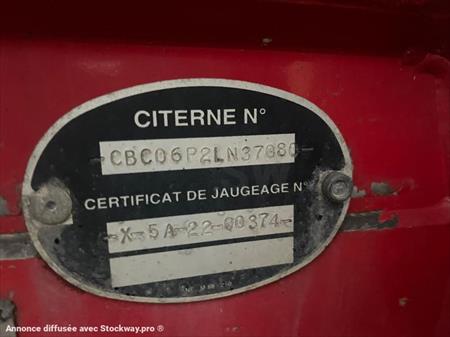 CITERNE N°
-CBC06P2LN37080-
CERTIFICAT DE JAUGEAGE N°
-X-5A-22-00374-
Annonce diffusée avec Stockway.pro ®